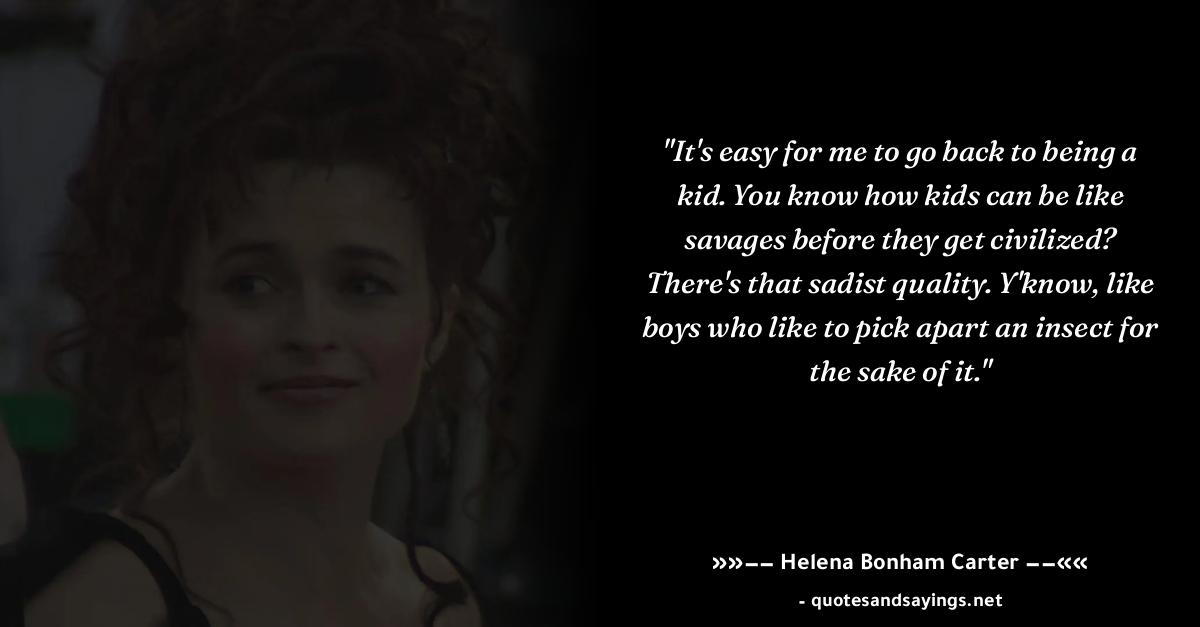 "It's easy for me to go back to being a
kid. You know how kids can be like
savages before they get civilized?
There's that sadist quality. Y'know, like
boys who like to pick apart an insect for
the sake of it."
»»–– Helena Bonham Carter ––««
- quotesandsayings.net